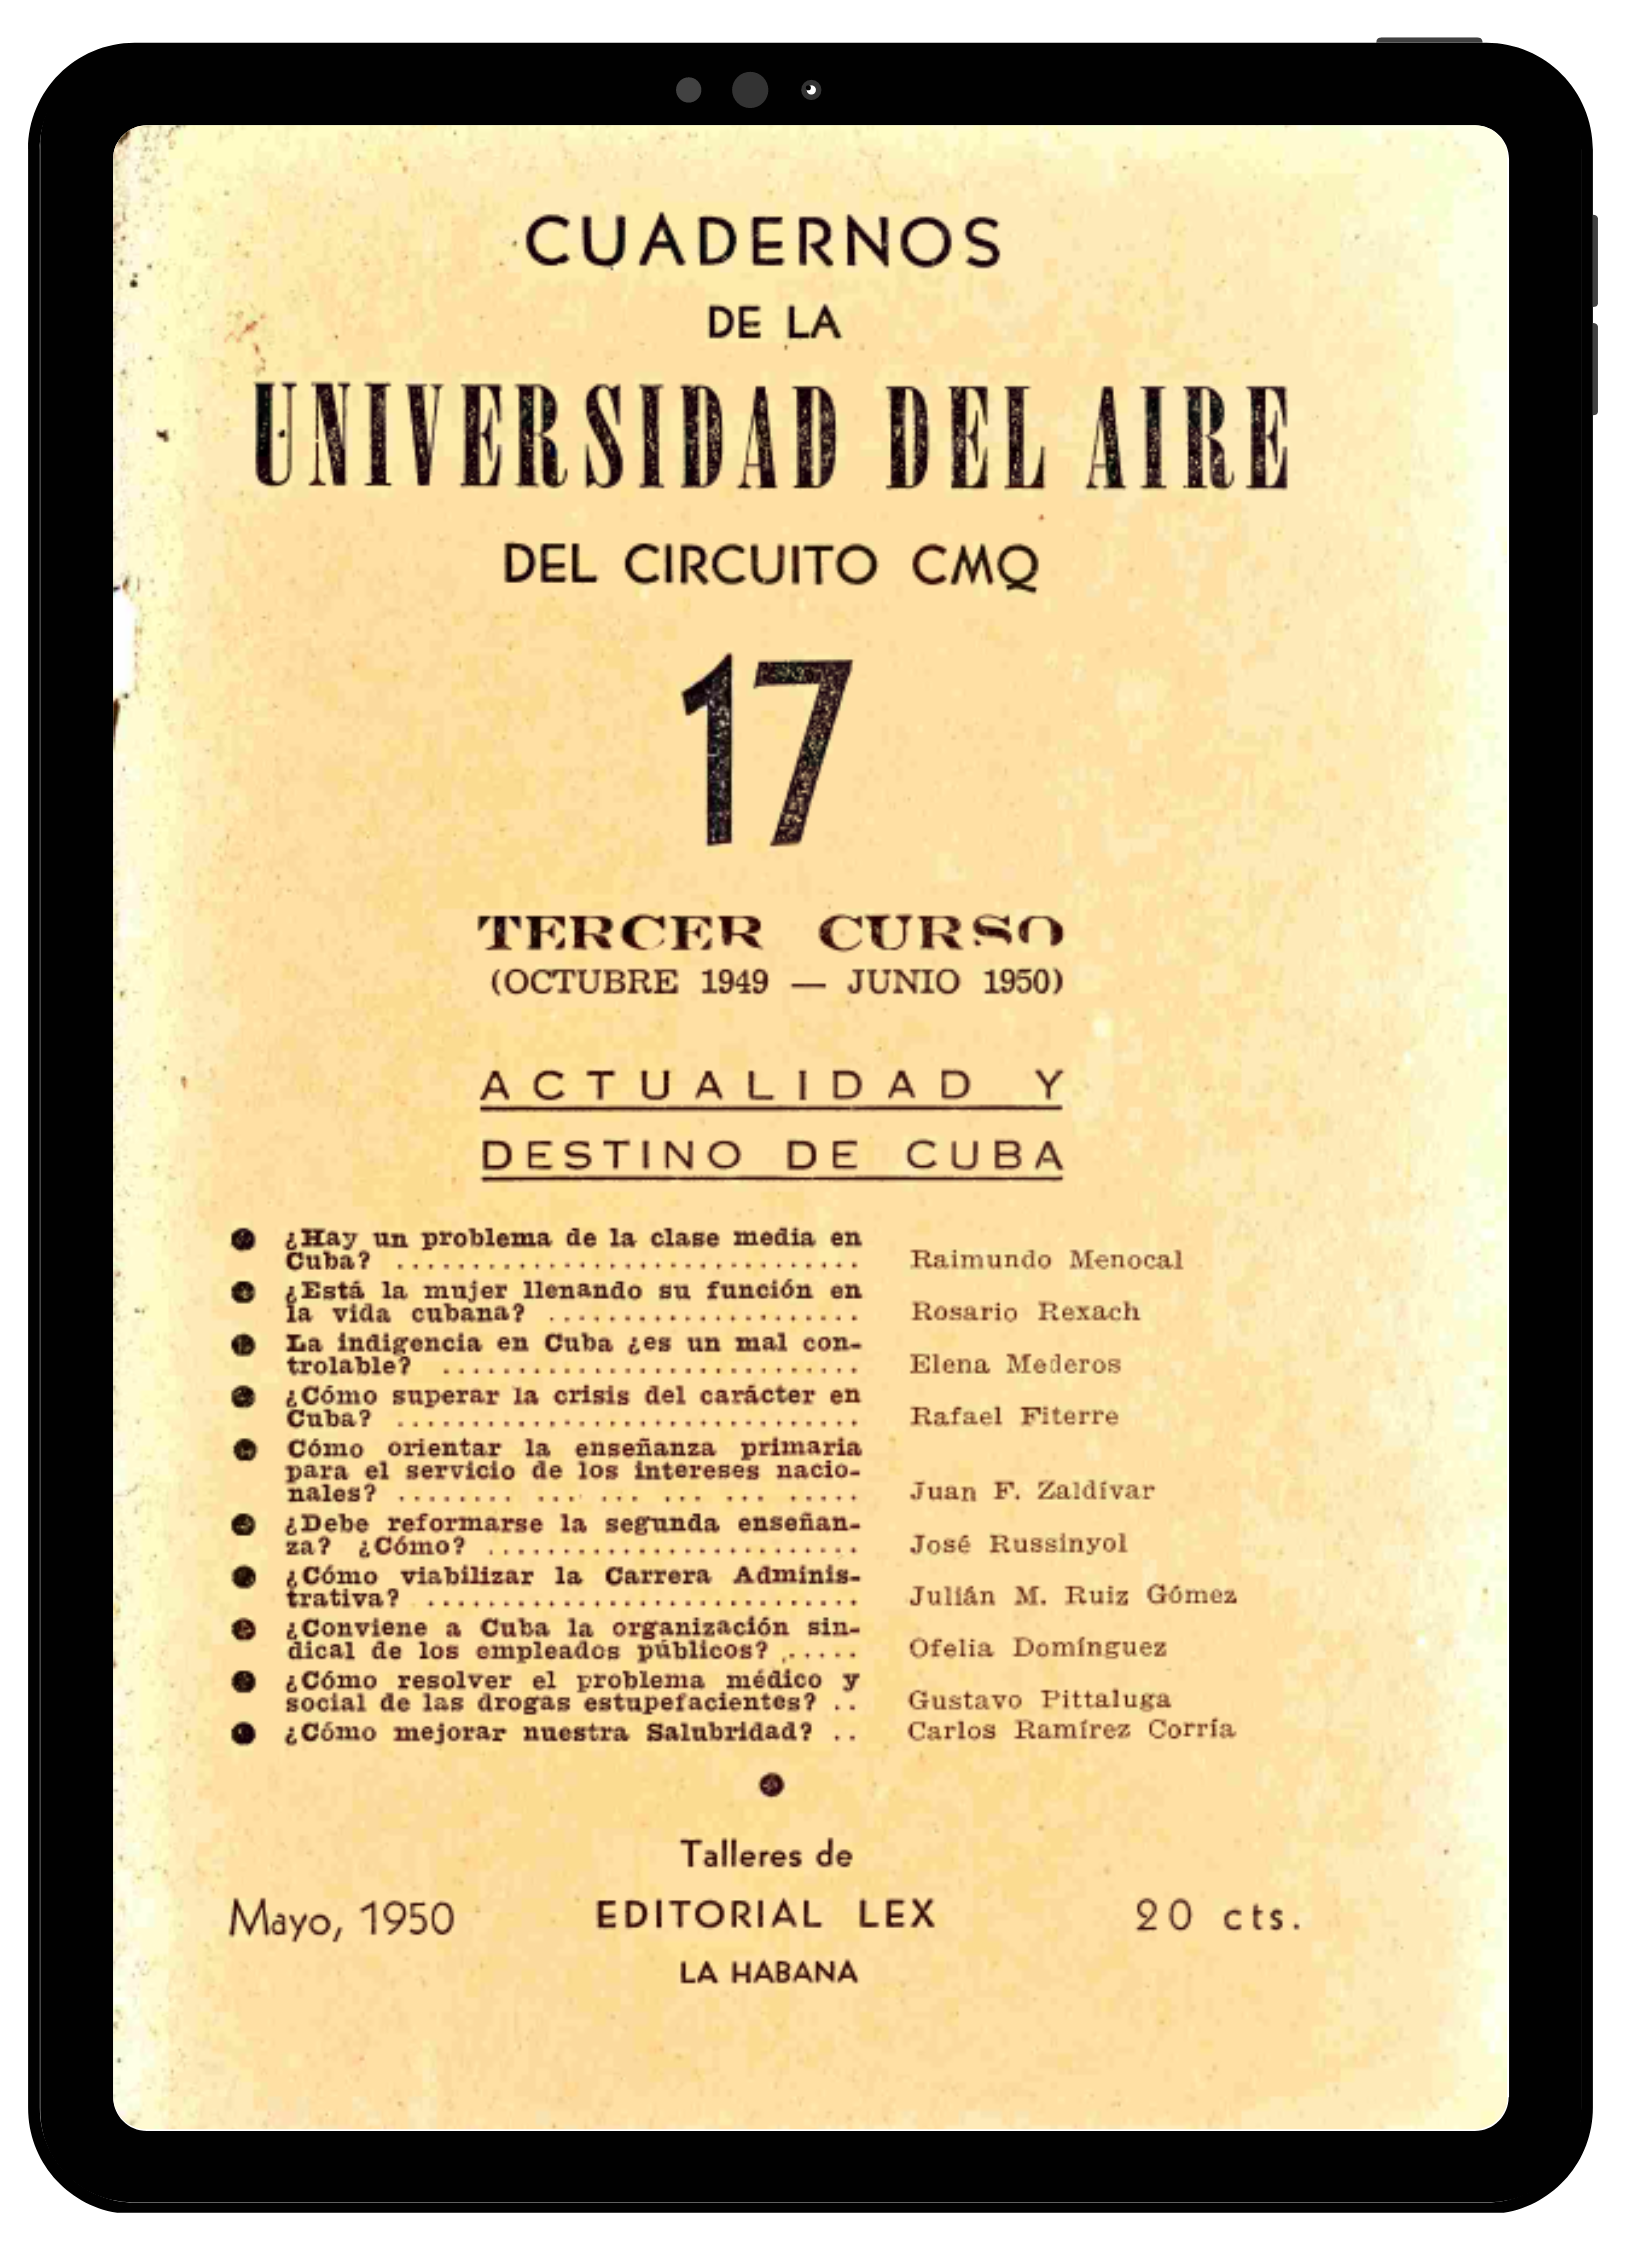 CUADERNOS
DE LA
UNIVERSIDAD DEL AIRE
DEL CIRCUITO CMQ
17
TERCER CURSO
(OCTUBRE 1949 — JUNIO 1950)
ACTUALIDAD Y
DESTINO DE CUBA
● ¿Hay un problema de la clase media en
Cuba? .............................. Raimundo Menocal
● ¿Está la mujer llenando su función en
la vida cubana? ..................... Rosario Rexach
● La indigencia en Cuba ¿es un mal con-
trolable? ............................ Elena Mederos
● ¿Cómo superar la crisis del carácter en
Cuba? .............................. Rafael Fiterre
● Cómo orientar la enseñanza primaria
para el servicio de los intereses nacio-
nales? ........ ... ... ... ... ..... Juan F. Zaldívar
● ¿Debe reformarse la segunda enseñan-
za? ¿Cómo? ......................... José Russinyol
● ¿Cómo viabilizar la Carrera Adminis-
trativa? ............................. Julián M. Ruiz Gómez
● ¿Conviene a Cuba la organización sin-
dical de los empleados públicos? ...... Ofelia Domínguez
● ¿Cómo resolver el problema médico y
social de las drogas estupefacientes? .. Gustavo Pittaluga
● ¿Cómo mejorar nuestra Salubridad? .. Carlos Ramírez Corría
●
Talleres de
Mayo, 1950 EDITORIAL LEX 20 cts.
LA HABANA